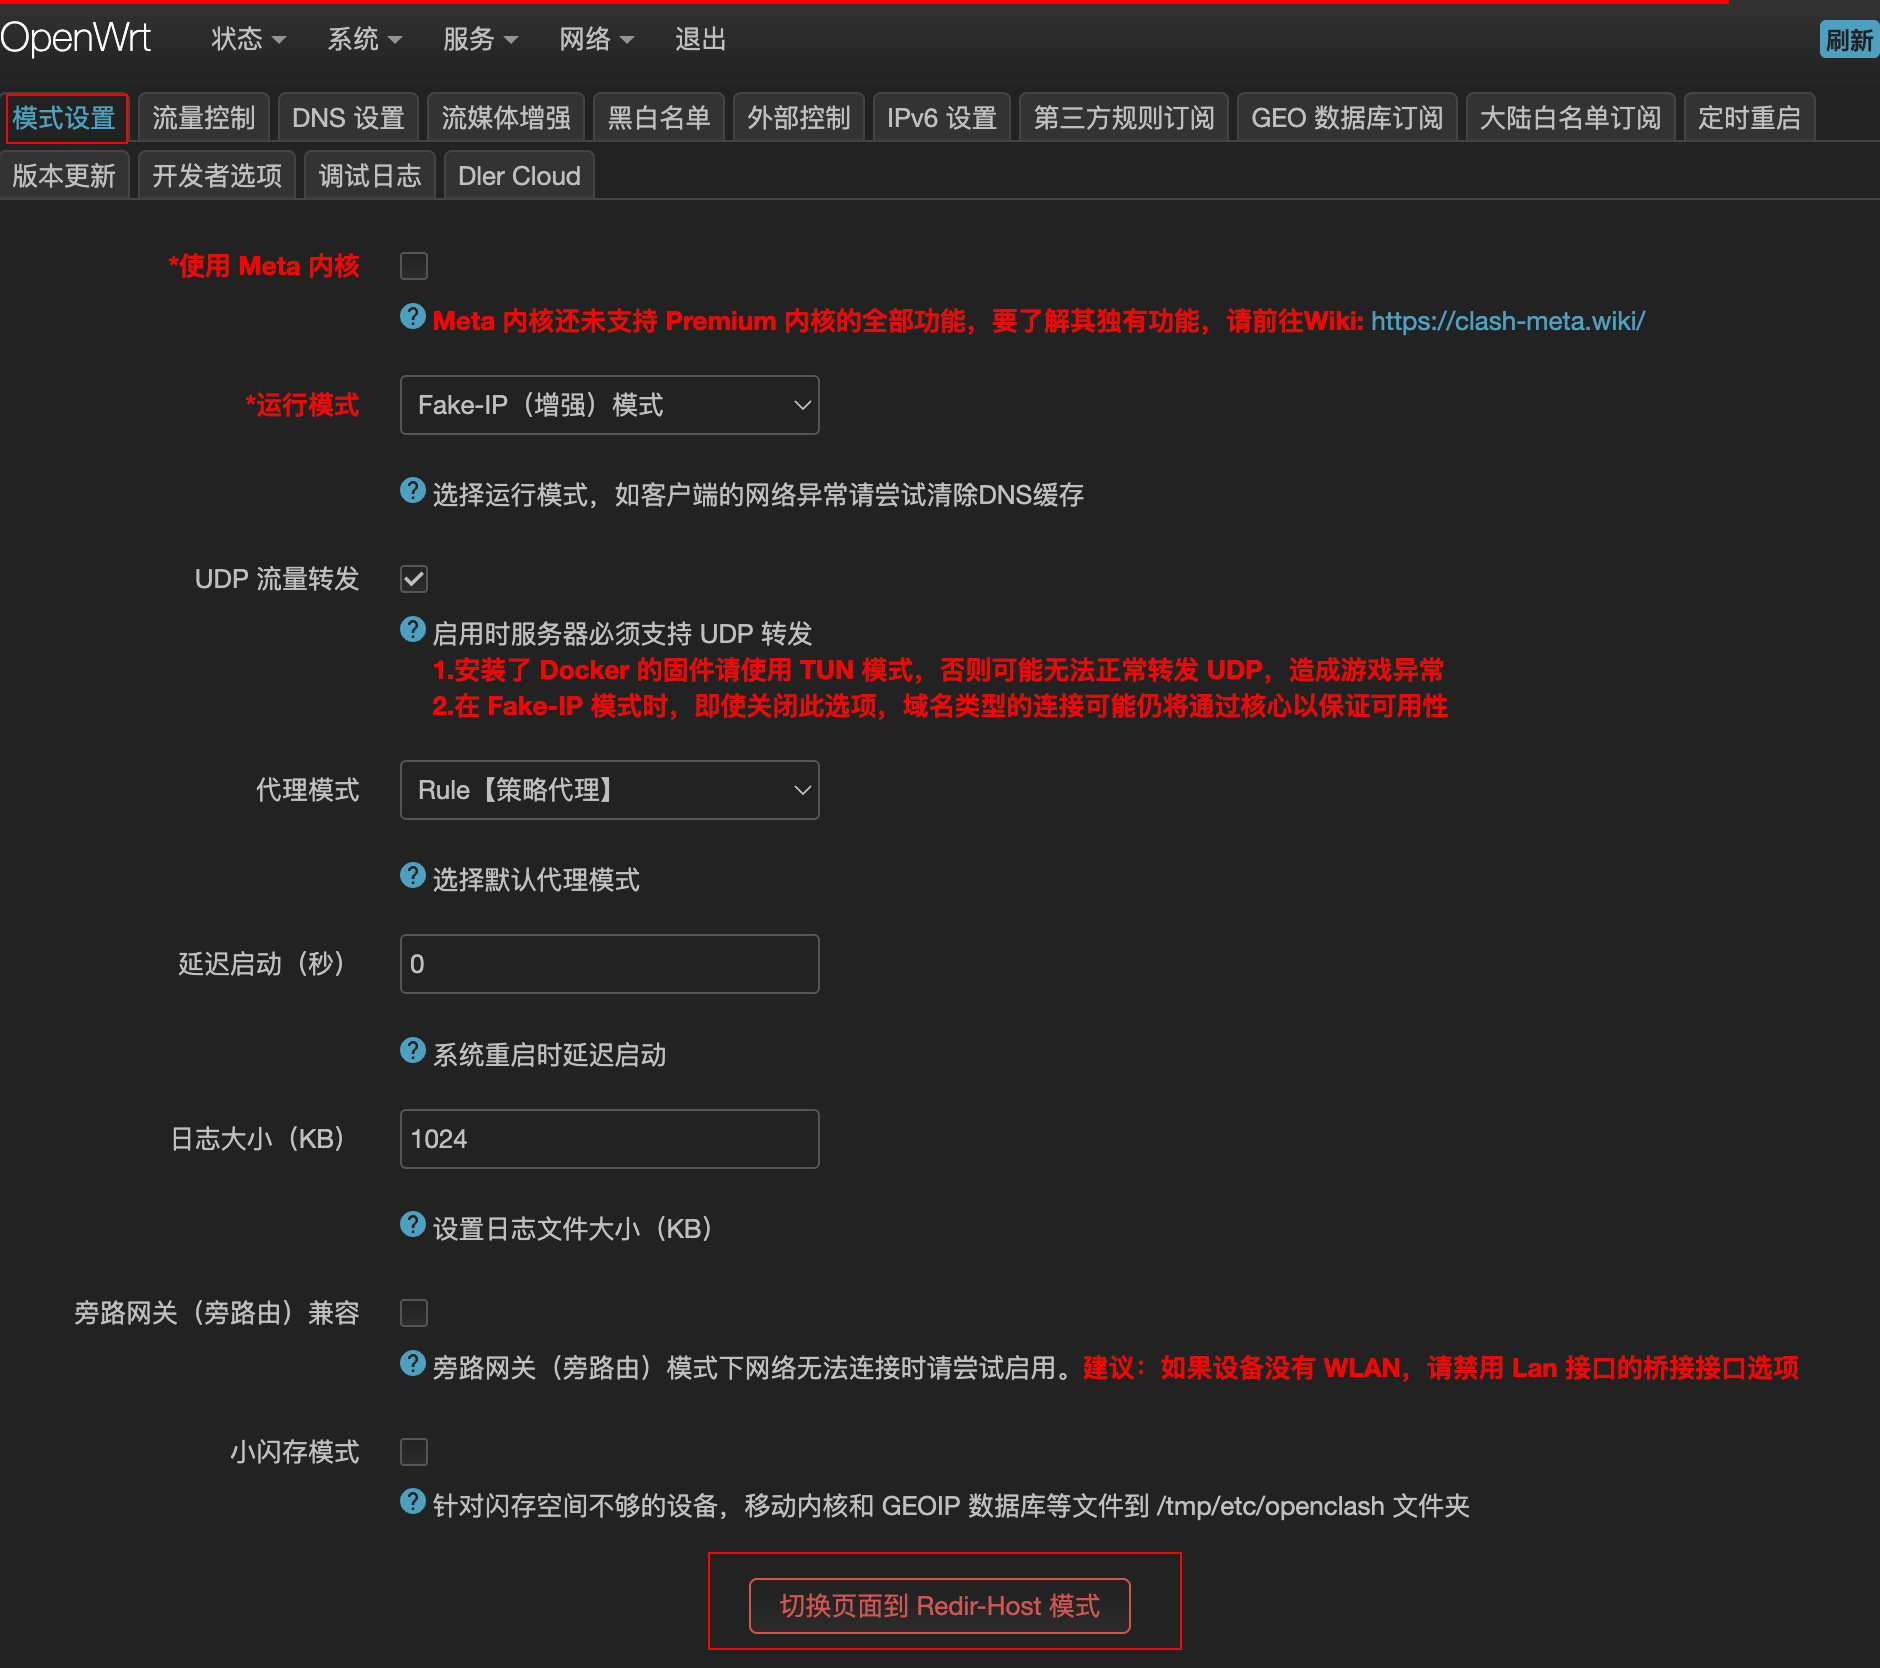 OpenWrt 状态 系统 服务 网络 退出 刷新
模式设置 流量控制 DNS 设置 流媒体增强 黑白名单 外部控制 IPv6 设置 第三方规则订阅 GEO 数据库订阅 大陆白名单订阅 定时重启
版本更新 开发者选项 调试日志 Dler Cloud
*使用 Meta 内核
Meta 内核还未支持 Premium 内核的全部功能，要了解其独有功能，请前往Wiki: https://clash-meta.wiki/
*运行模式 Fake-IP（增强）模式
选择运行模式，如客户端的网络异常请尝试清除DNS缓存
UDP 流量转发
启用时服务器必须支持 UDP 转发
1.安装了 Docker 的固件请使用 TUN 模式，否则可能无法正常转发 UDP，造成游戏异常
2.在 Fake-IP 模式时，即使关闭此选项，域名类型的连接可能仍将通过核心以保证可用性
代理模式 Rule【策略代理】
选择默认代理模式
延迟启动（秒） 0
系统重启时延迟启动
日志大小（KB） 1024
设置日志文件大小（KB）
旁路网关（旁路由）兼容
旁路网关（旁路由）模式下网络无法连接时请尝试启用。建议：如果设备没有 WLAN，请禁用 Lan 接口的桥接接口选项
小闪存模式
针对闪存空间不够的设备，移动内核和 GEOIP 数据库等文件到 /tmp/etc/openclash 文件夹
切换页面到 Redir-Host 模式